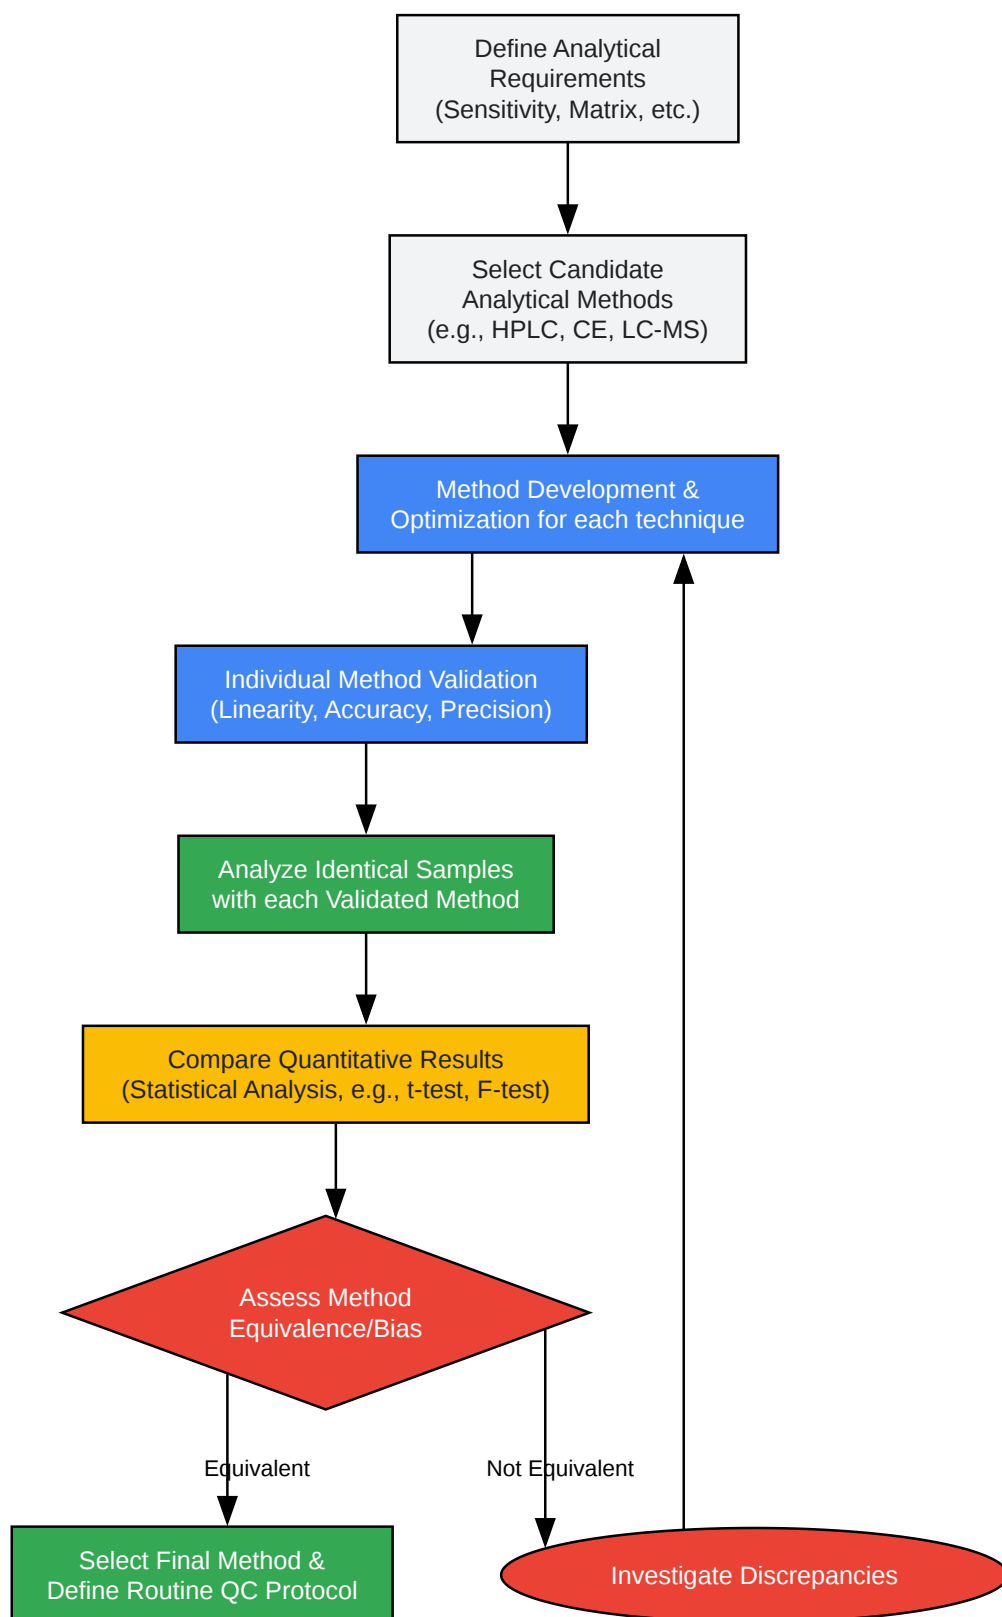 Define Analytical
Requirements
(Sensitivity, Matrix, etc.)
Select Candidate
Analytical Methods
(e.g., HPLC, CE, LC-MS)
Method Development &
Optimization for each technique
Individual Method Validation
(Linearity, Accuracy, Precision)
Analyze Identical Samples
with each Validated Method
Compare Quantitative Results
(Statistical Analysis, e.g., t-test, F-test)
Assess Method
Equivalence/Bias
Equivalent
Not Equivalent
Select Final Method &
Define Routine QC Protocol
Investigate Discrepancies